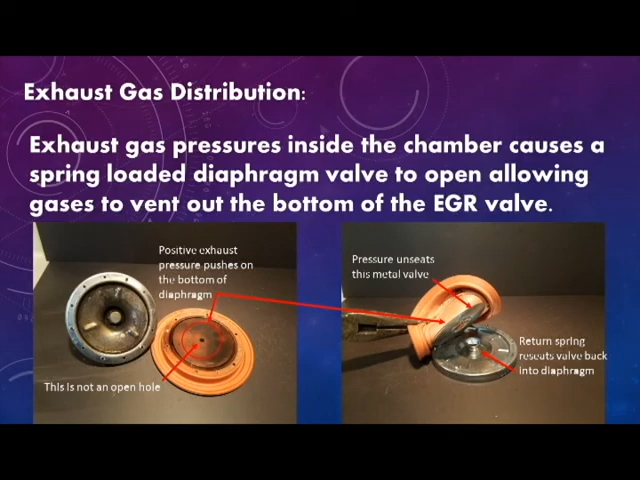 Exhaust Gas Distribution:
Exhaust gas pressures inside the chamber causes a
spring loaded diaphragm valve to open allowing
gases to vent out the bottom of the EGR valve.
Positive exhaust
pressure pushes on
the bottom of
diaphragm
This is not an open hole
Pressure unseats
this metal valve
Return spring
reseats valve back
into diaphragm